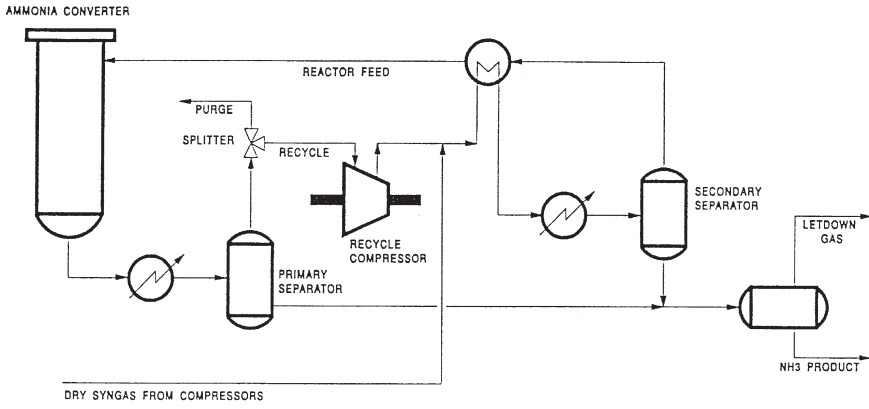 AMMONIA CONVERTER
REACTOR FEED
PURGE
SPLITTER
RECYCLE
RECYCLE
COMPRESSOR
SECONDARY
SEPARATOR
LETDOWN
GAS
PRIMARY
SEPARATOR
NH3 PRODUCT
DRY SYNGAS FROM COMPRESSORS